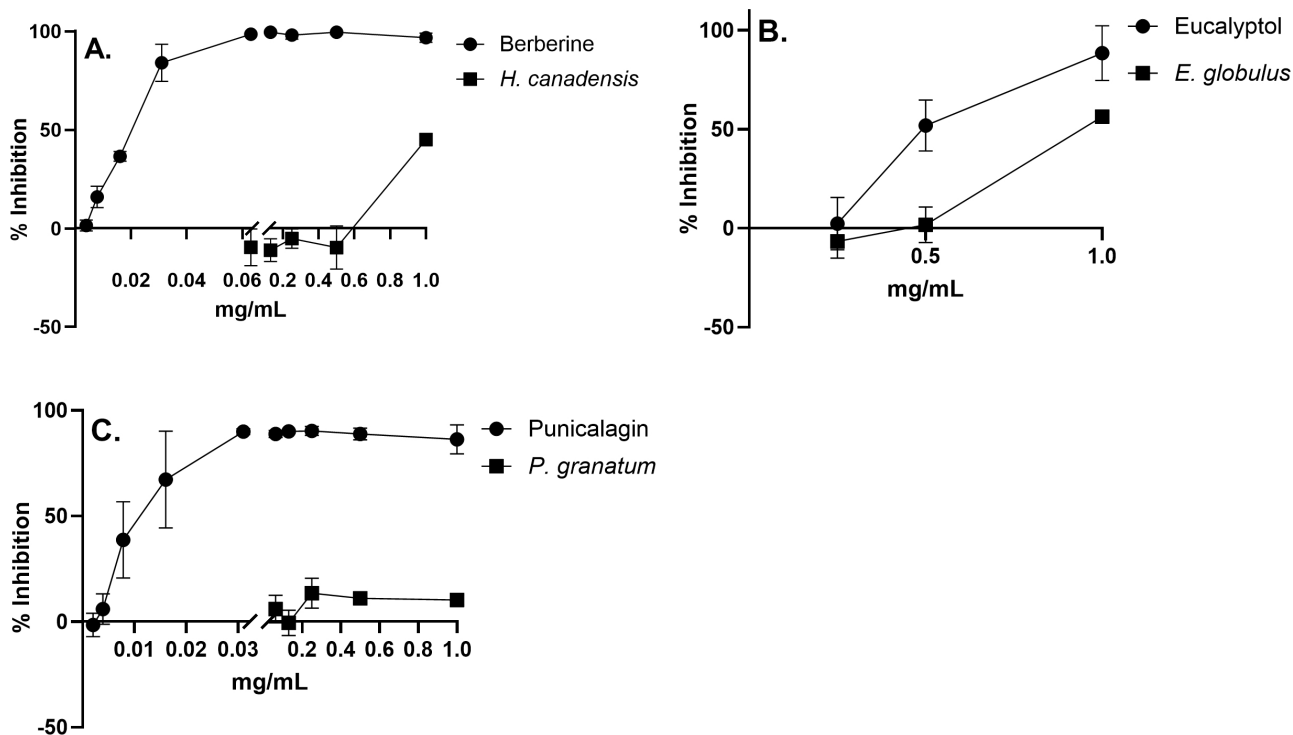 A.
100
50
0
-50
% Inhibition
0.02 0.04 0.06 0.2 0.4 0.6 0.8 1.0
mg/mL
Berberine
H. canadensis
B.
100
50
0
-50
% Inhibition
0.5 1.0
mg/mL
Eucalyptol
E. globulus
C.
100
50
0
-50
% Inhibition
0.01 0.02 0.03 0.2 0.4 0.6 0.8 1.0
mg/mL
Punicalagin
P. granatum